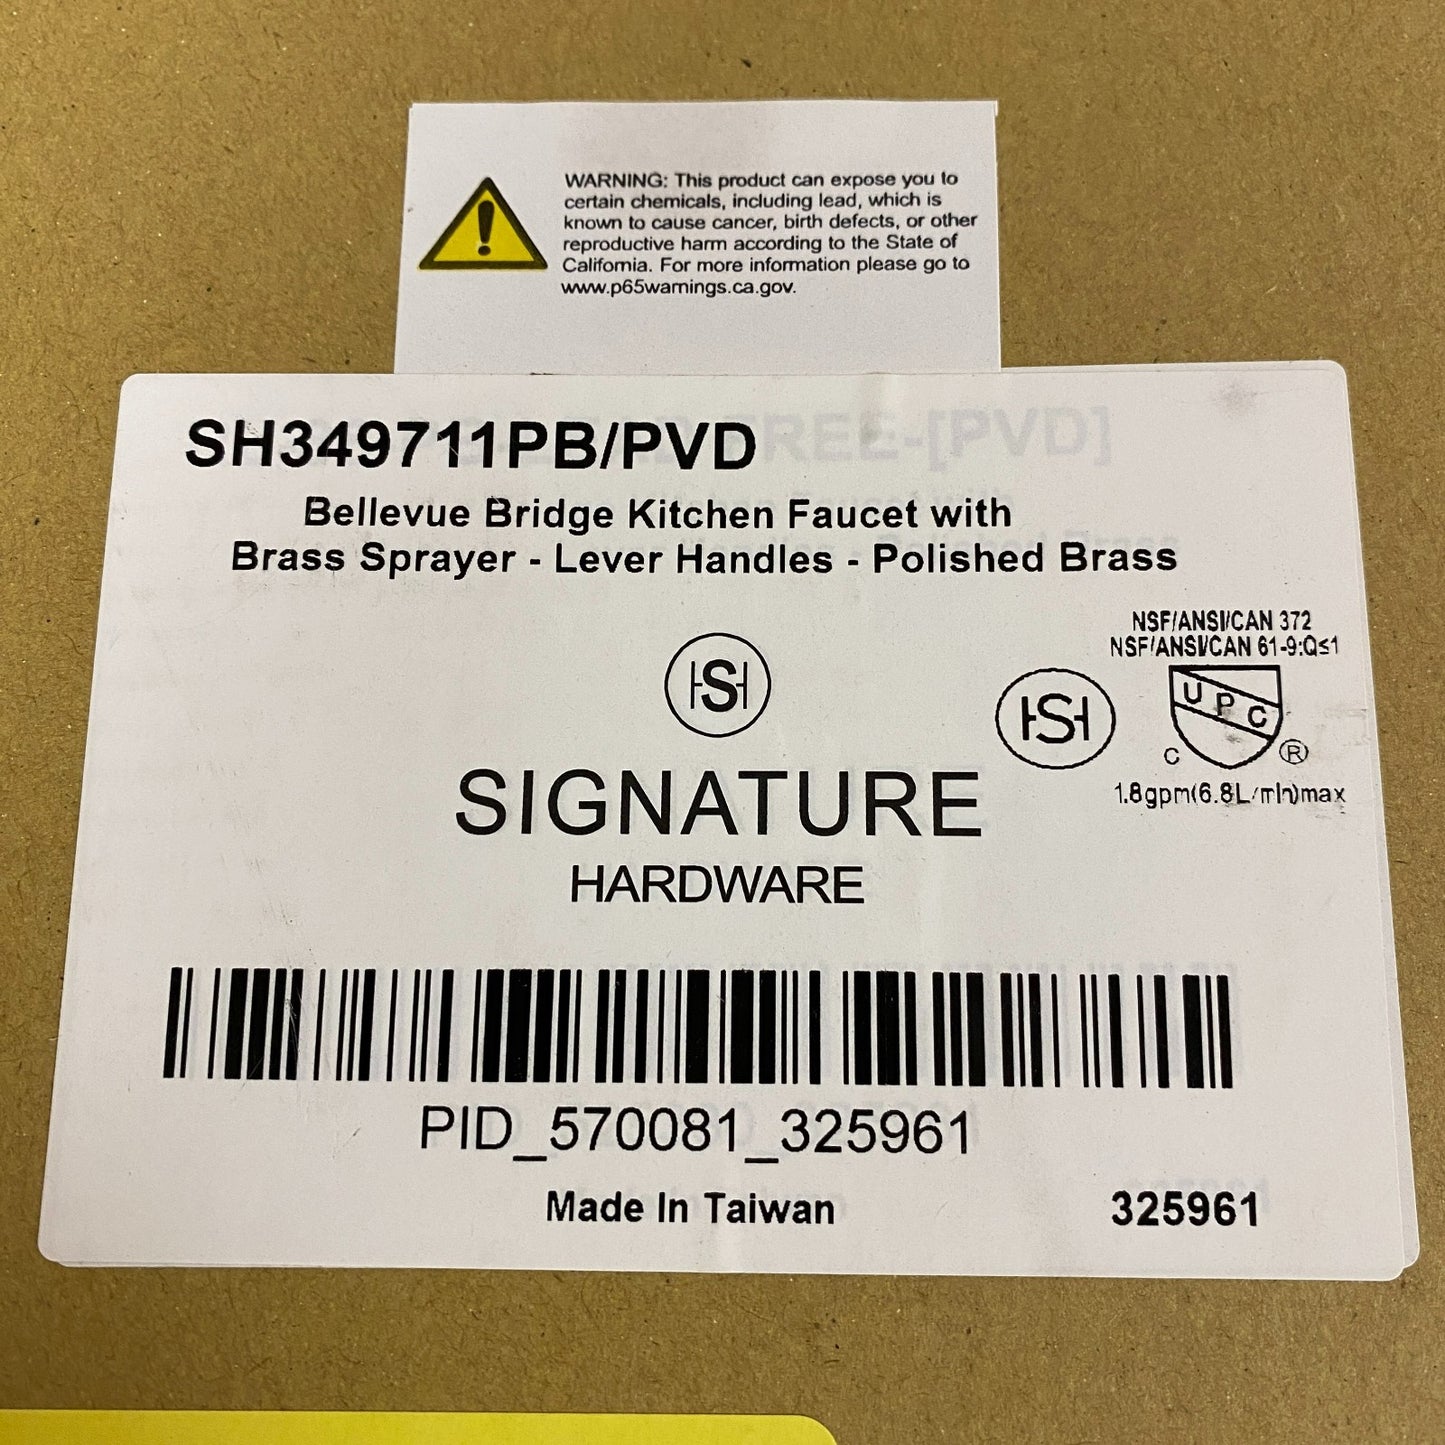 WARNING: This product can expose you to
certain chemicals, including lead, which is
known to cause cancer, birth defects, or other
reproductive harm according to the State of
California. For more information please go to
www.p65warnings.ca.gov.
SH349711PB/PVD
FREE-[PVD]
Bellevue Bridge Kitchen Faucet with
Brass Sprayer - Lever Handles - Polished Brass
NSF/ANSI/CAN 372
NSF/ANSI/CAN 61-9:Q≤1
HSH
HSH
UPC
C ®
1.8gpm(6.8L/min)max
SIGNATURE
HARDWARE
PID_570081_325961
Made In Taiwan
325961